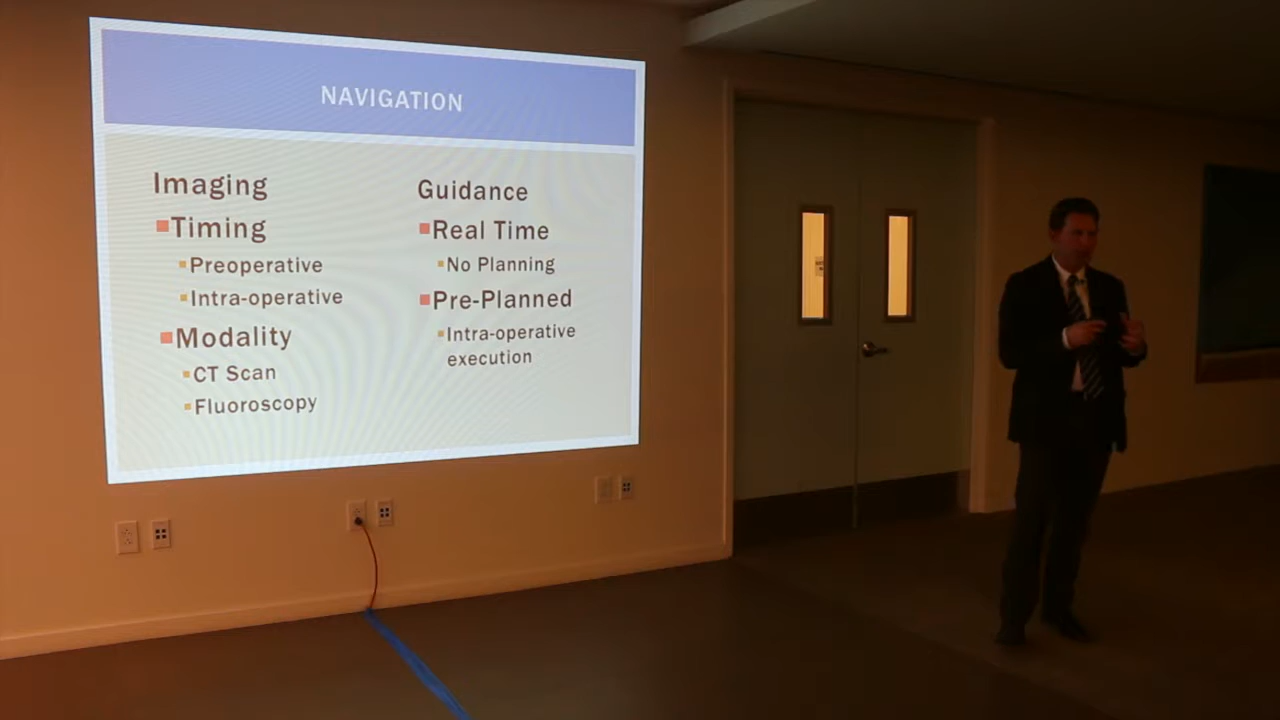 NAVIGATION
Imaging
Timing
Preoperative
Intra-operative
Modality
CT Scan
Fluoroscopy
Guidance
Real Time
No Planning
Pre-Planned
Intra-operative
execution